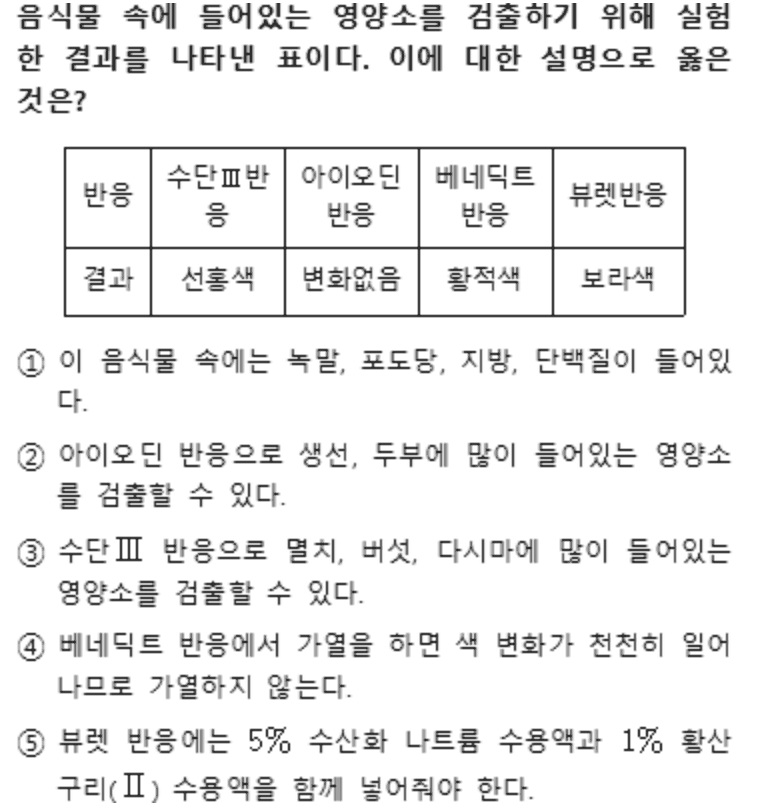 음식물 속에 들어있는 영양소를 검출하기 위해 실험
한 결과를 나타낸 표이다. 이에 대한 설명으로 옳은
것은?
반응 수단Ⅲ반응 아이오딘 반응 베네딕트 반응 뷰렛반응
결과 선홍색 변화없음 황적색 보라색
① 이 음식물 속에는 녹말, 포도당, 지방, 단백질이 들어있
다.
② 아이오딘 반응으로 생선, 두부에 많이 들어있는 영양소
를 검출할 수 있다.
③ 수단Ⅲ 반응으로 멸치, 버섯, 다시마에 많이 들어있는
영양소를 검출할 수 있다.
④ 베네딕트 반응에서 가열을 하면 색 변화가 천천히 일어
나므로 가열하지 않는다.
⑤ 뷰렛 반응에는 5% 수산화 나트륨 수용액과 1% 황산
구리(Ⅱ) 수용액을 함께 넣어줘야 한다.